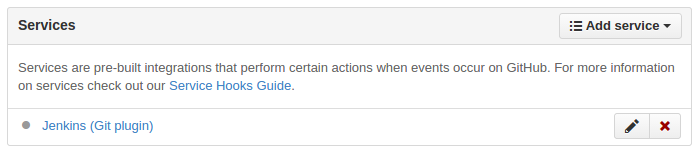 Services
Add service
Services are pre-built integrations that perform certain actions when events occur on GitHub. For more information
on services check out our Service Hooks Guide.
Jenkins (Git plugin)